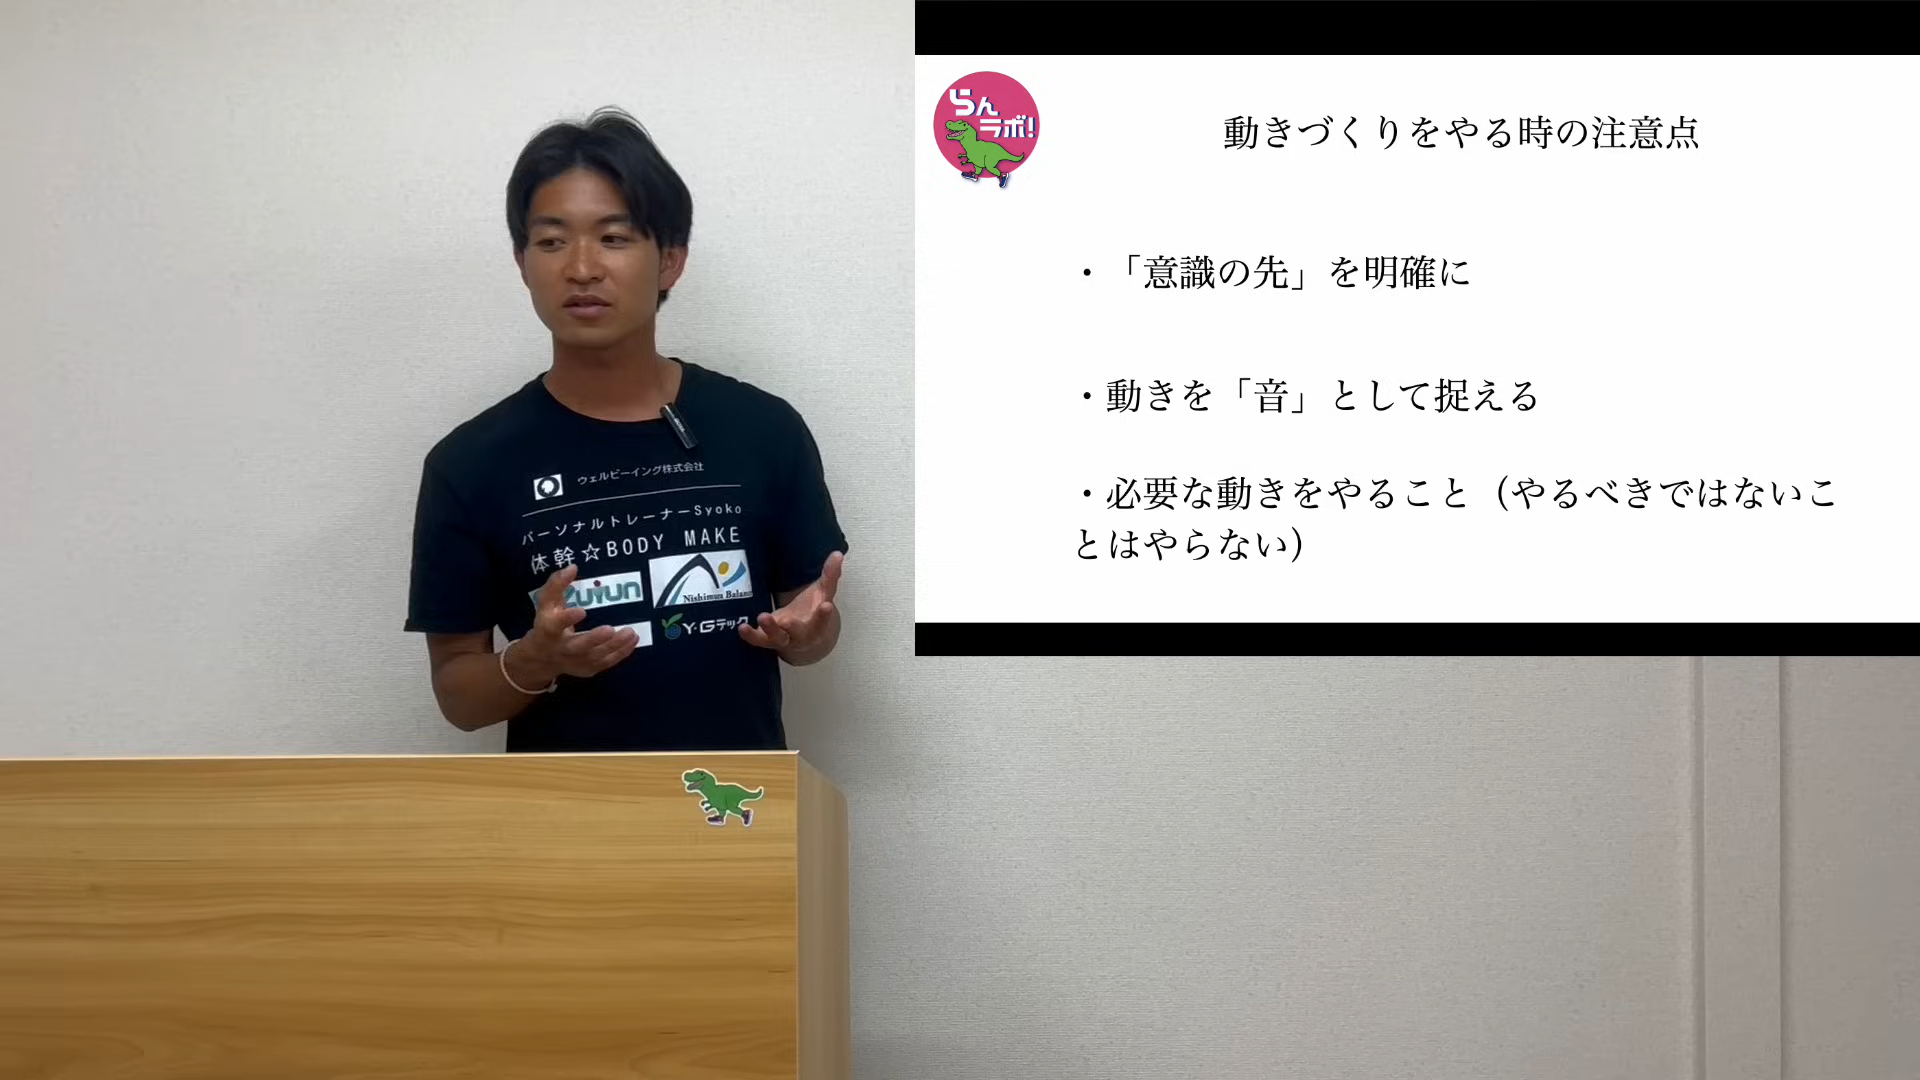 らん
ラボ!
動きづくりをやる時の注意点
・「意識の先」を明確に
・動きを「音」として捉える
・必要な動きをやること（やるべきではないこ
とはやらない）
ウェルビーイング株式会社
パーソナルトレーナーSyoko
体幹☆BODY MAKE
Nishimura Balance
Y・Gテック